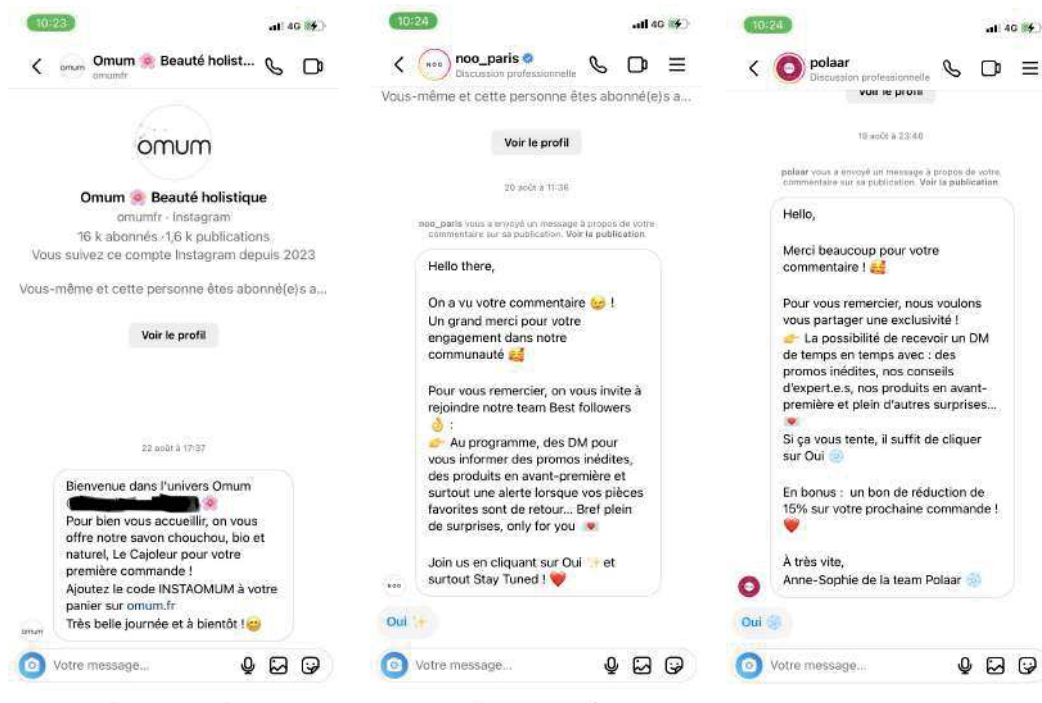 10:23
4G
Omum 🌸 Beauté holist...
omumfr
omum
omum
Omum 🌸 Beauté holistique
omumfr · Instagram
16 k abonnés · 1,6 k publications
Vous suivez ce compte Instagram depuis 2023
Vous-même et cette personne êtes abonné(e)s a...
Voir le profil
22 août à 17:37
Bienvenue dans l'univers Omum
🌸
Pour bien vous accueillir, on vous
offre notre savon chouchou, bio et
naturel, Le Cajoleur pour votre
première commande !
Ajoutez le code INSTAOMUM à votre
panier sur omum.fr
Très belle journée et à bientôt !😄
omum
Votre message...
10:24
4G
NOO
noo_paris
Discussion professionnelle
Vous-même et cette personne êtes abonné(e)s a...
Voir le profil
20 août à 11:36
noo_paris vous a envoyé un message à propos de votre
commentaire sur sa publication. Voir la publication
Hello there,
On a vu votre commentaire 😉 !
Un grand merci pour votre
engagement dans notre
communauté 🥰
Pour vous remercier, on vous invite à
rejoindre notre team Best followers
👌 :
👉 Au programme, des DM pour
vous informer des promos inédites,
des produits en avant-première et
surtout une alerte lorsque vos pièces
favorites sont de retour... Bref plein
de surprises, only for you 💌
Join us en cliquant sur Oui ✨ et
surtout Stay Tuned ! ❤️
NOO
Oui ✨
Votre message...
10:24
4G
polaar
Discussion professionnelle
Voir le profil
19 août à 23:46
polaar vous a envoyé un message à propos de votre
commentaire sur sa publication. Voir la publication
Hello,
Merci beaucoup pour votre
commentaire ! 🥰
Pour vous remercier, nous voulons
vous partager une exclusivité !
👉 La possibilité de recevoir un DM
de temps en temps avec : des
promos inédites, nos conseils
d'expert.e.s, nos produits en avant-
première et plein d'autres surprises...
💌
Si ça vous tente, il suffit de cliquer
sur Oui ❄️
En bonus : un bon de réduction de
15% sur votre prochaine commande !
❤️
À très vite,
Anne-Sophie de la team Polaar ❄️
Oui ❄️
Votre message...